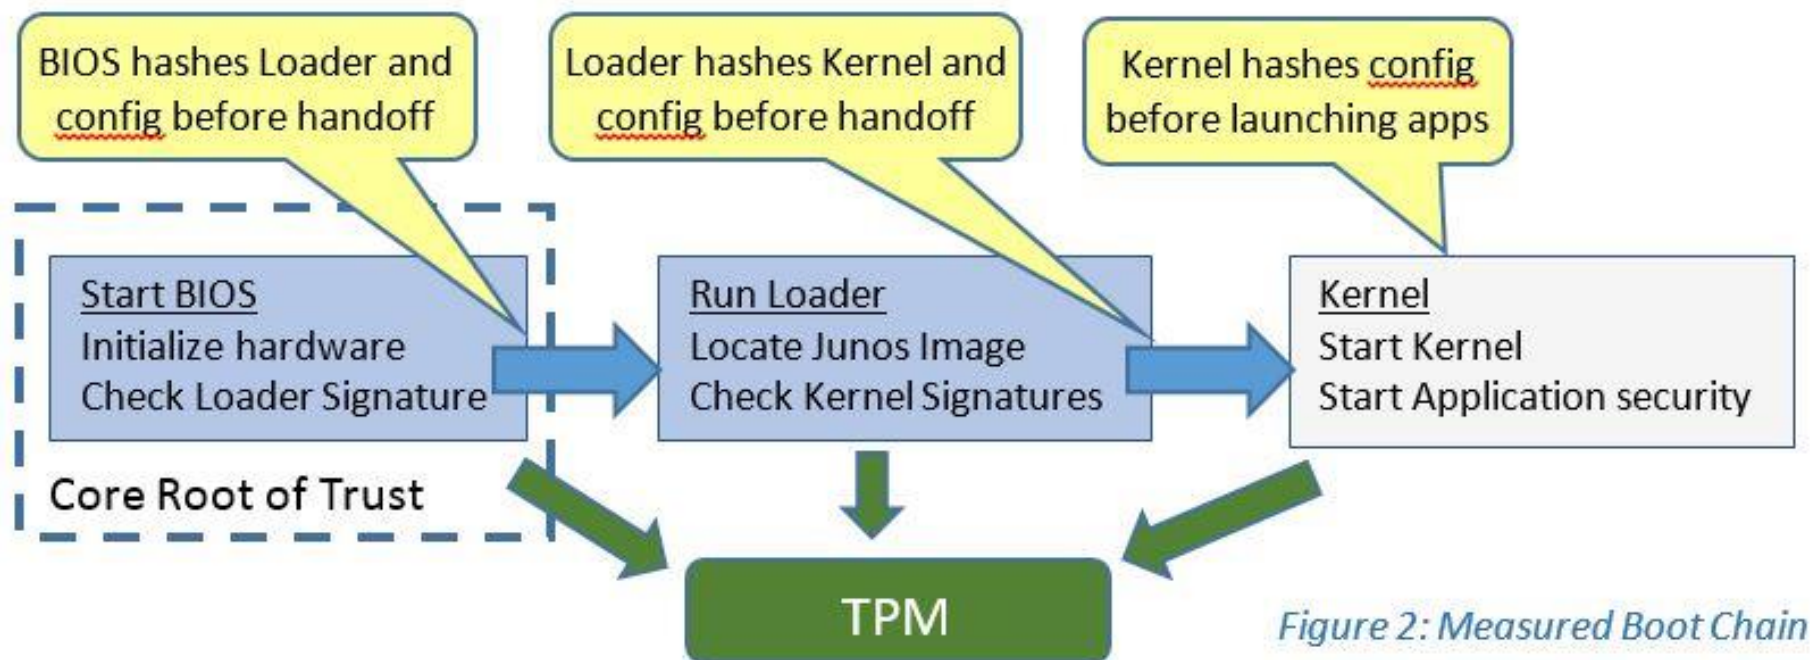 BIOS hashes Loader and
config before handoff
Loader hashes Kernel and
config before handoff
Kernel hashes config
before launching apps
Start BIOS
Initialize hardware
Check Loader Signature
Core Root of Trust
Run Loader
Locate Junos Image
Check Kernel Signatures
Kernel
Start Kernel
Start Application security
TPM
Figure 2: Measured Boot Chain